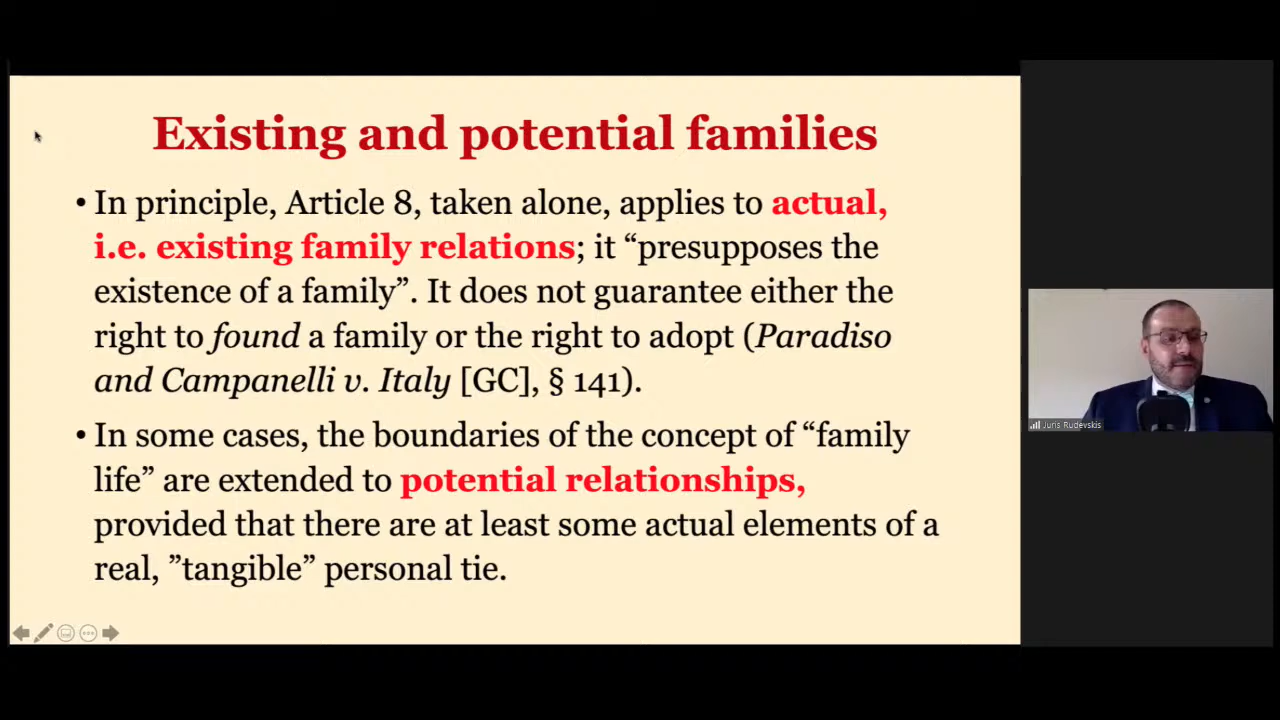 Existing and potential families
• In principle, Article 8, taken alone, applies to actual,
i.e. existing family relations; it “presupposes the
existence of a family”. It does not guarantee either the
right to found a family or the right to adopt (Paradiso
and Campanelli v. Italy [GC], § 141).
• In some cases, the boundaries of the concept of “family
life” are extended to potential relationships,
provided that there are at least some actual elements of a
real, ”tangible” personal tie.
Juris Rudevskis